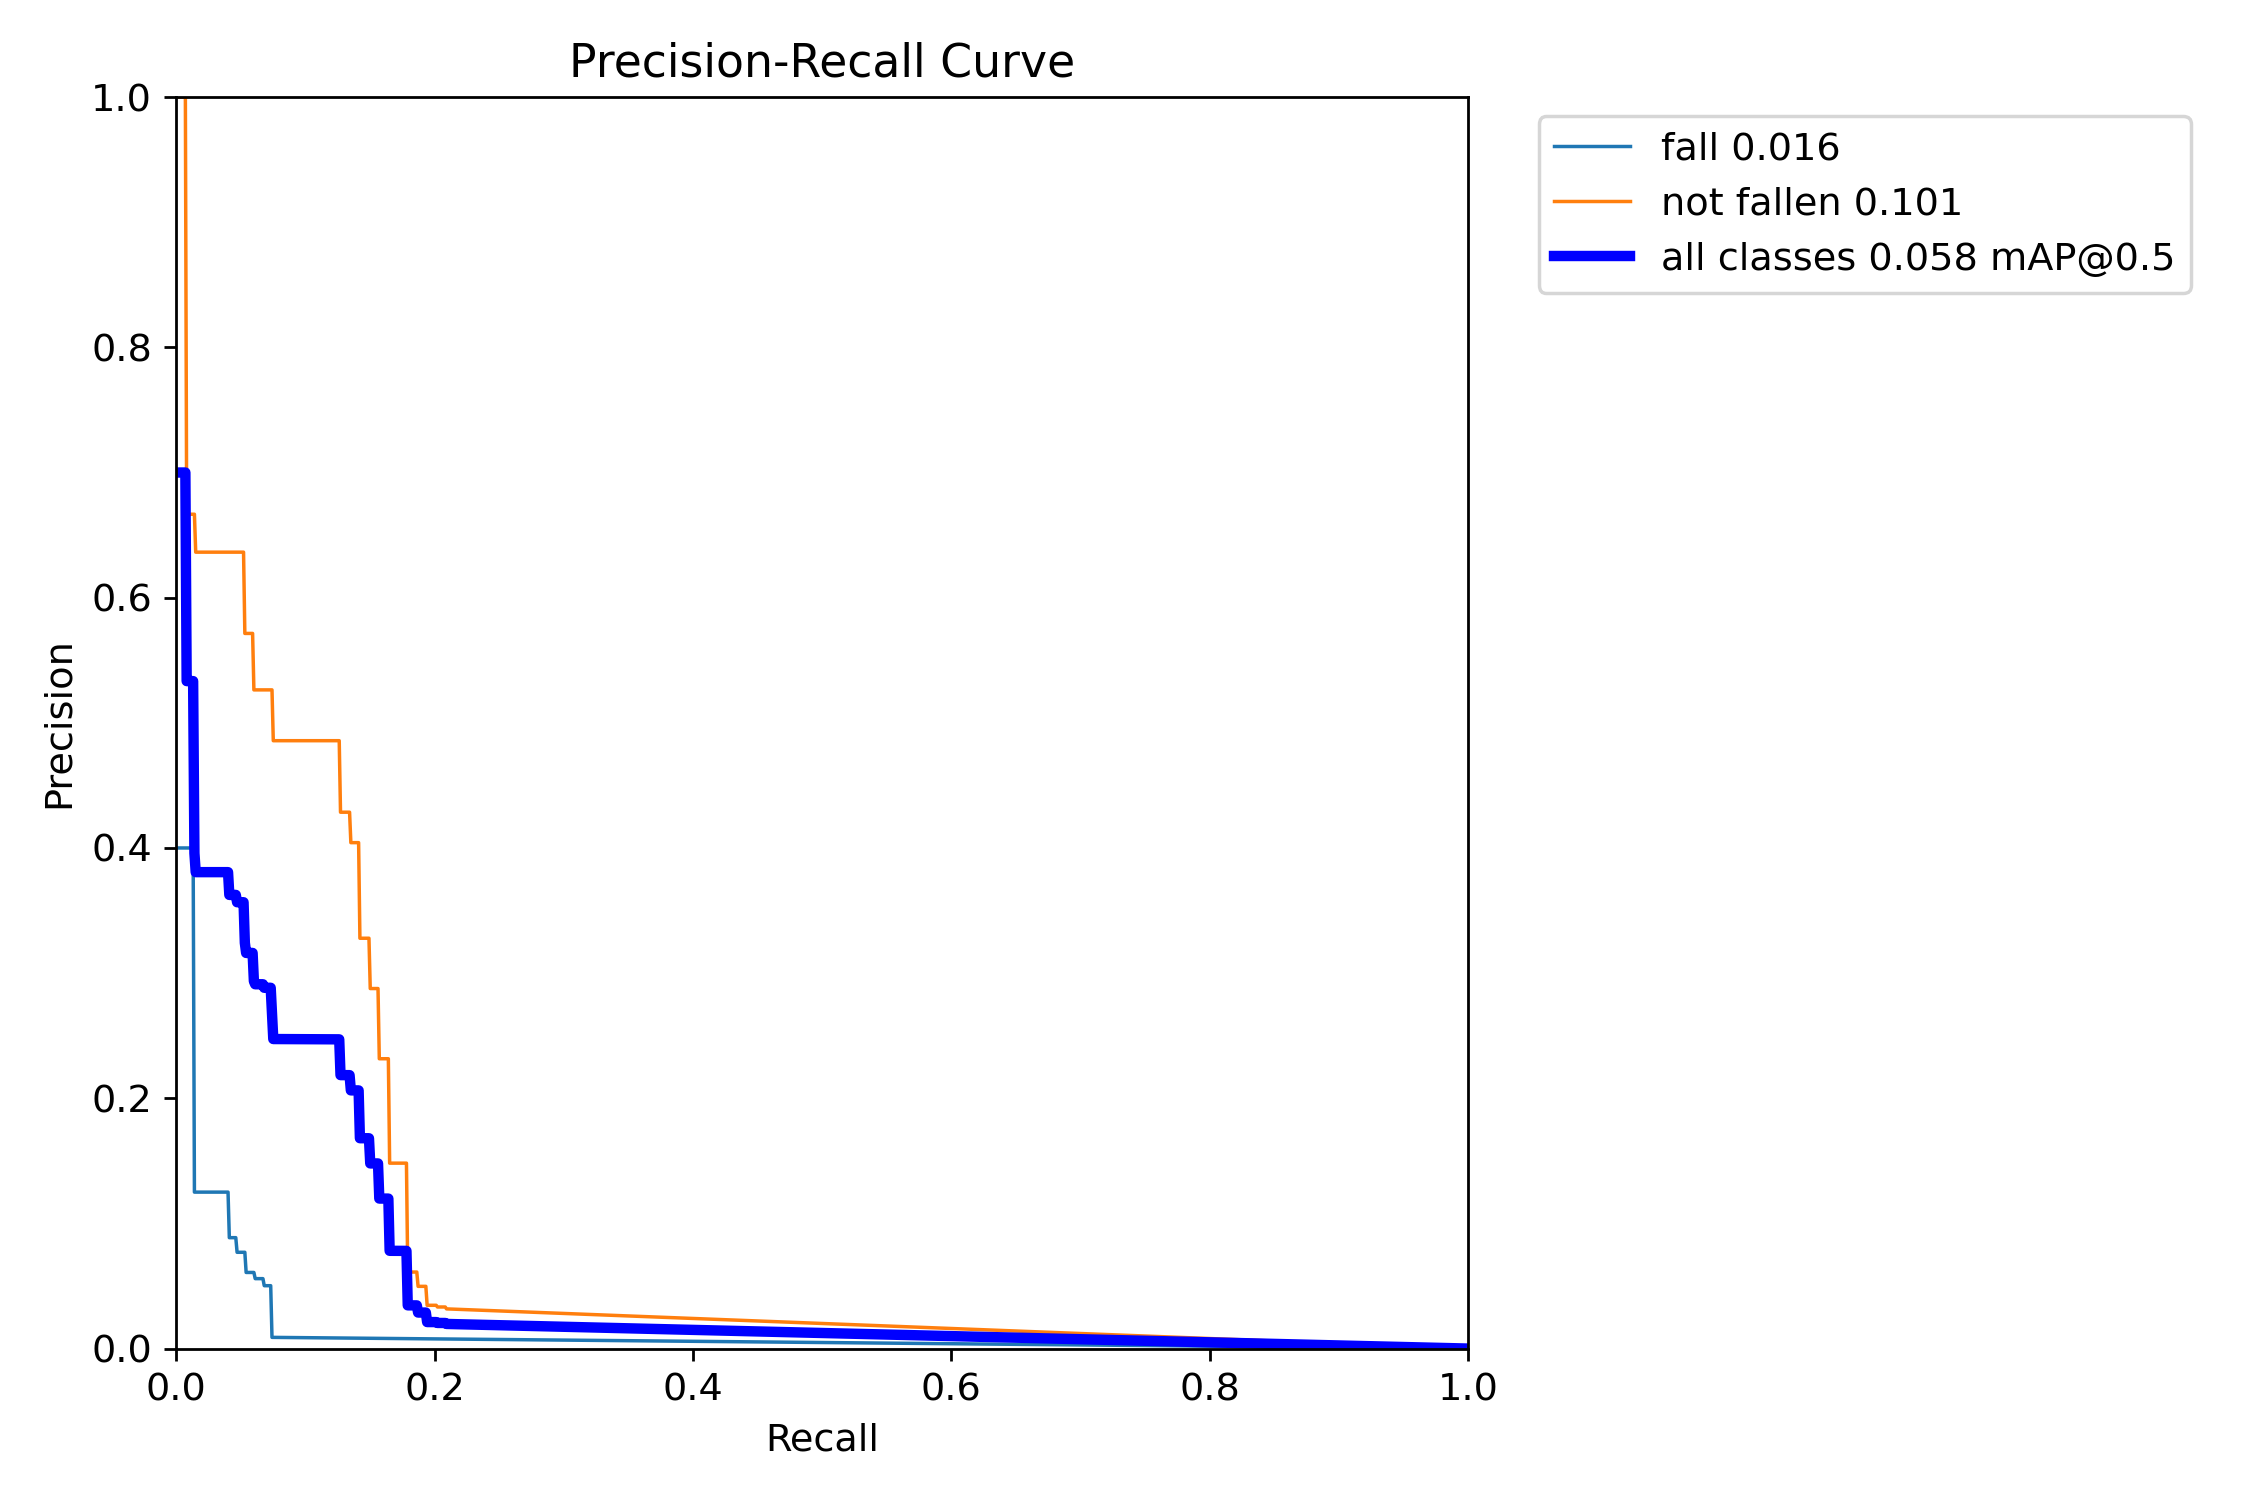 Precision-Recall Curve
1.0
0.8
0.6
0.4
0.2
0.0
Precision
0.0 0.2 0.4 0.6 0.8 1.0
Recall
fall 0.016
not fallen 0.101
all classes 0.058 mAP@0.5